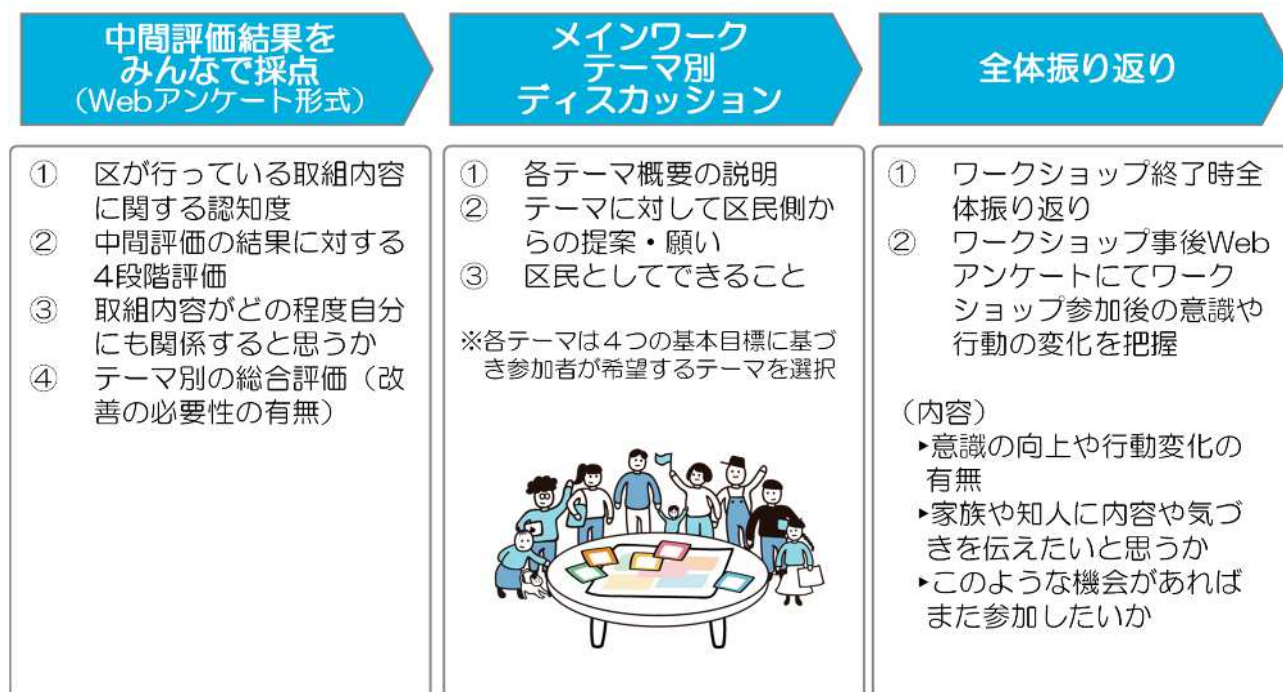 中間評価結果を
みんなで採点
（Webアンケート形式）
① 区が行っている取組内容
に関する認知度
② 中間評価の結果に対する
4段階評価
③ 取組内容がどの程度自分
にも関係すると思うか
④ テーマ別の総合評価（改
善の必要性の有無）
メインワーク
テーマ別
ディスカッション
① 各テーマ概要の説明
② テーマに対して区民側か
らの提案・願い
③ 区民としてできること
※各テーマは４つの基本目標に基づ
き参加者が希望するテーマを選択
全体振り返り
① ワークショップ終了時全
体振り返り
② ワークショップ事後Web
アンケートにてワーク
ショップ参加後の意識や
行動の変化を把握
（内容）
▸意識の向上や行動変化の
有無
▸家族や知人に内容や気づ
きを伝えたいと思うか
▸このような機会があれば
また参加したいか